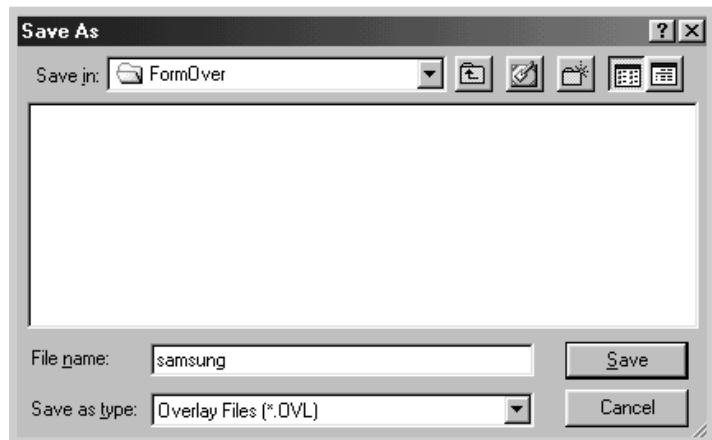 Save As
Save in: FormOver
File name: samsung Save
Save as type: Overlay Files (*.OVL) Cancel